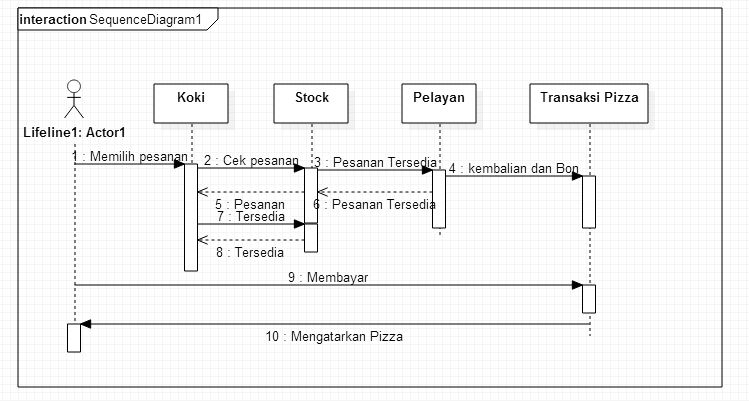 interaction SequenceDiagram1
Koki
Stock
Pelayan
Transaksi Pizza
Lifeline1: Actor1
1 : Memilih pesanan
2 : Cek pesanan
3 : Pesanan Tersedia
4 : kembalian dan Bon
5 : Pesanan
6 : Pesanan Tersedia
7 : Tersedia
8 : Tersedia
9 : Membayar
10 : Mengatarkan Pizza